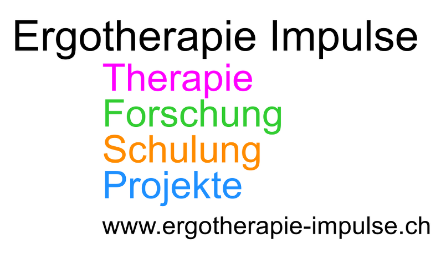 Ergotherapie Impulse
Therapie
Forschung
Schulung
Projekte
www.ergotherapie-impulse.ch